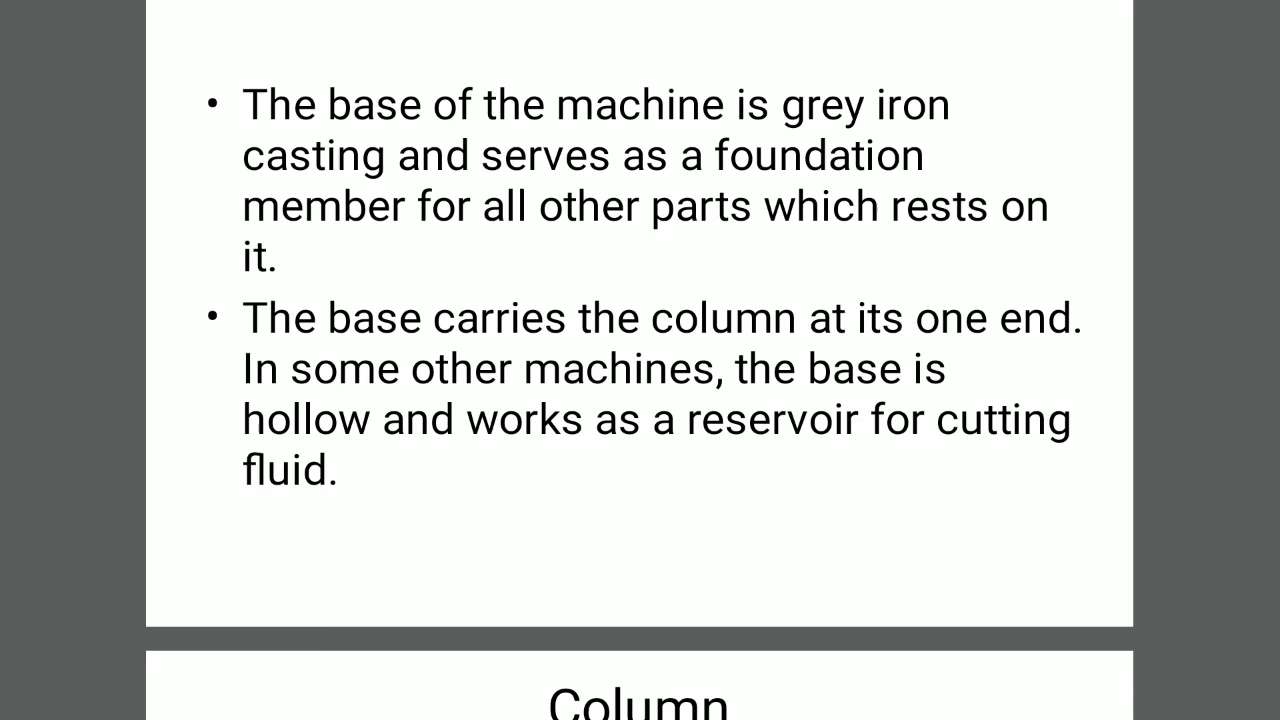 • The base of the machine is grey iron
casting and serves as a foundation
member for all other parts which rests on
it.
• The base carries the column at its one end.
In some other machines, the base is
hollow and works as a reservoir for cutting
fluid.
Column